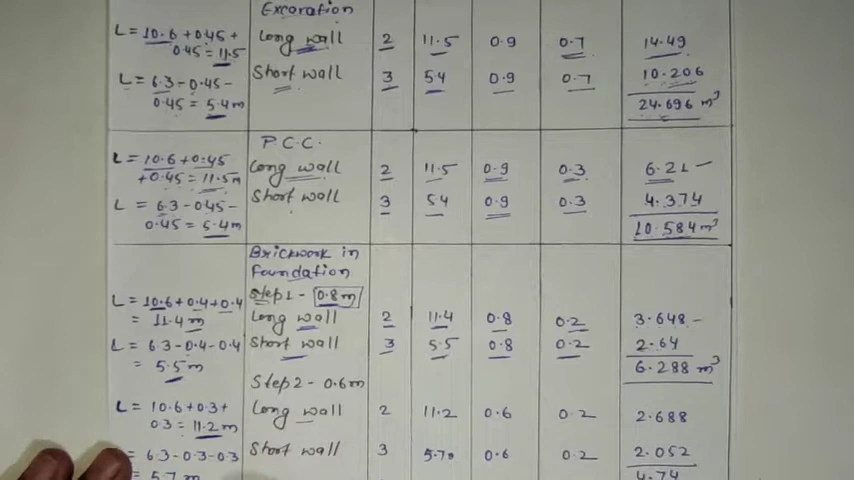 Excavation
L = 10.6 + 0.45 + Long wall 2 11.5 0.9 0.7 14.49
0.45 = 11.5
L = 6.3 - 0.45 - Short wall 3 5.4 0.9 0.7 10.206
0.45 = 5.4 m 24.696 m³
P.C.C.
L = 10.6 + 0.45 Long wall 2 11.5 0.9 0.3 6.21
+ 0.45 = 11.5 m
L = 6.3 - 0.45 - Short wall 3 5.4 0.9 0.3 4.374
0.45 = 5.4 m 10.584 m³
Brickwork in
Foundation
Step 1 - 0.8 m
L = 10.6 + 0.4 + 0.4 Long wall 2 11.4 0.8 0.2 3.648
= 11.4 m
L = 6.3 - 0.4 - 0.4 Short wall 3 5.5 0.8 0.2 2.64
= 5.5 m 6.288 m³
Step 2 - 0.6 m
L = 10.6 + 0.3 + Long wall 2 11.2 0.6 0.2 2.688
0.3 = 11.2 m
= 6.3 - 0.3 - 0.3 Short wall 3 5.70 0.6 0.2 2.052
= 5.7 m 4.74